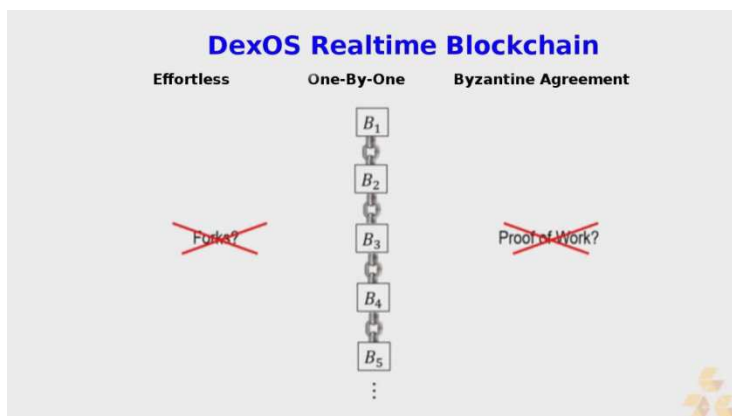 DexOS Realtime Blockchain
Effortless One-By-One Byzantine Agreement
B₁
B₂
Forks? B₃ Proof of Work?
B₄
B₅
⋮